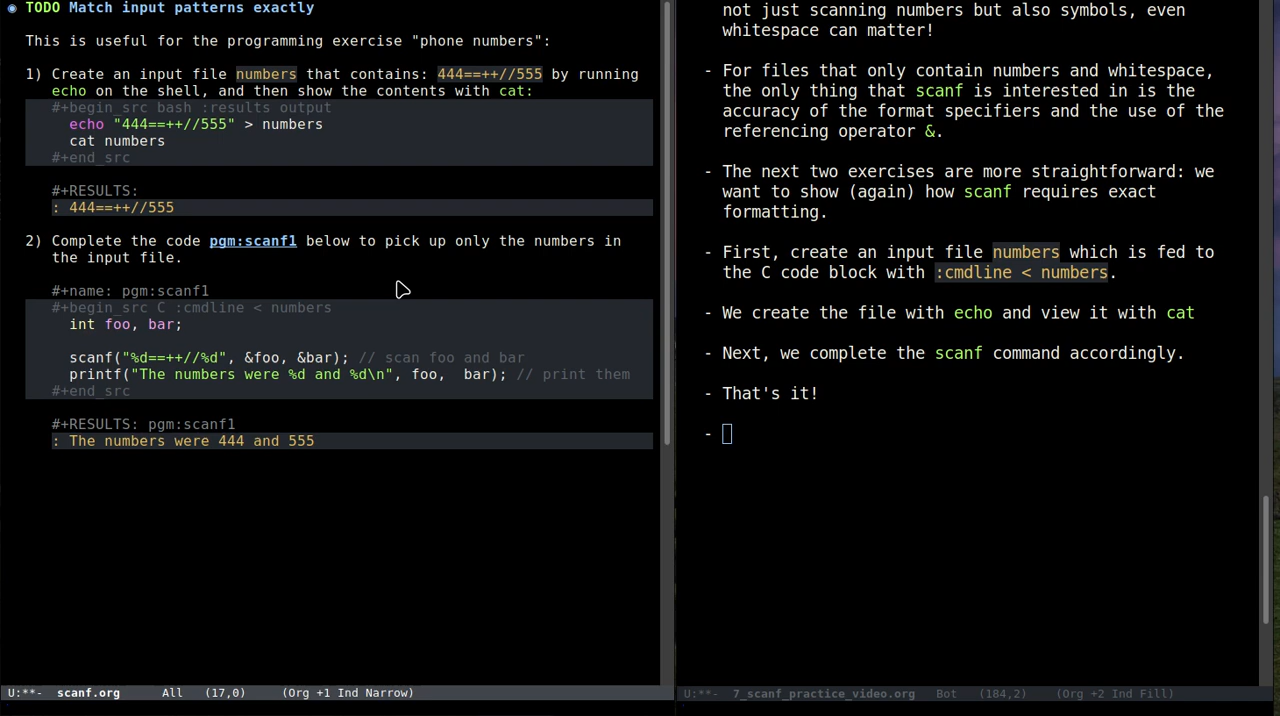 ◉ TODO Match input patterns exactly
This is useful for the programming exercise "phone numbers":
1) Create an input file numbers that contains: 444==++//555 by running
echo on the shell, and then show the contents with cat:
#+begin_src bash :results output
echo "444==++//555" > numbers
cat numbers
#+end_src
#+RESULTS:
: 444==++//555
2) Complete the code pgm:scanf1 below to pick up only the numbers in
the input file.
#+name: pgm:scanf1
#+begin_src C :cmdline < numbers
int foo, bar;
scanf("%d==++//%d", &foo, &bar); // scan foo and bar
printf("The numbers were %d and %d\n", foo,  bar); // print them
#+end_src
#+RESULTS: pgm:scanf1
: The numbers were 444 and 555
U:**-  scanf.org     All   (17,0)     (Org +1 Ind Narrow)
not just scanning numbers but also symbols, even
whitespace can matter!
- For files that only contain numbers and whitespace,
the only thing that scanf is interested in is the
accuracy of the format specifiers and the use of the
referencing operator &.
- The next two exercises are more straightforward: we
want to show (again) how scanf requires exact
formatting.
- First, create an input file numbers which is fed to
the C code block with :cmdline < numbers.
- We create the file with echo and view it with cat
- Next, we complete the scanf command accordingly.
- That's it!
-
U:**-  7_scanf_practice_video.org   Bot   (184,2)    (Org +2 Ind Fill)